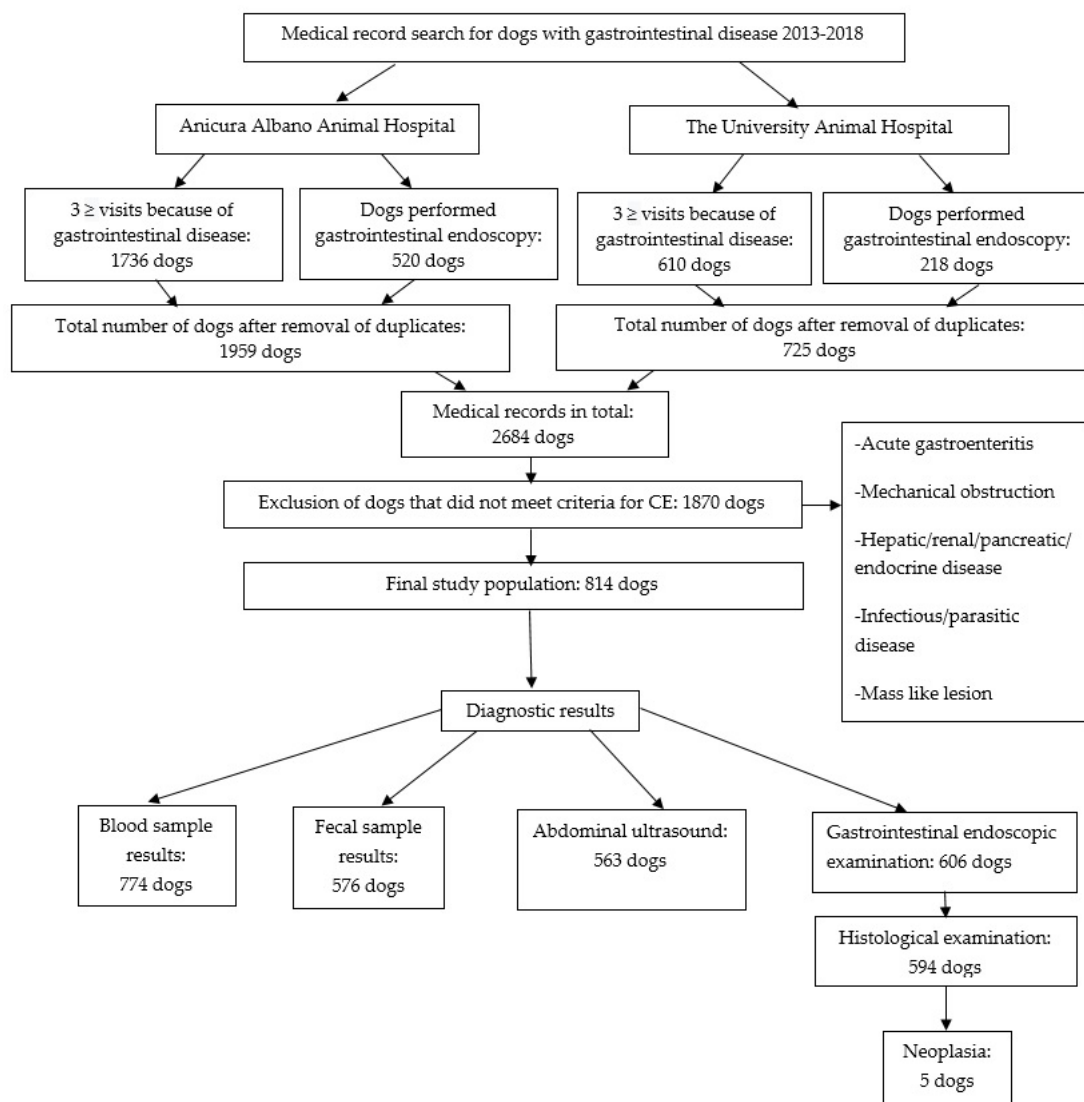 Medical record search for dogs with gastrointestinal disease 2013-2018
Anicura Albano Animal Hospital
The University Animal Hospital
3 ≥ visits because of
gastrointestinal disease:
1736 dogs
Dogs performed
gastrointestinal endoscopy:
520 dogs
3 ≥ visits because of
gastrointestinal disease:
610 dogs
Dogs performed
gastrointestinal endoscopy:
218 dogs
Total number of dogs after removal of duplicates:
1959 dogs
Total number of dogs after removal of duplicates:
725 dogs
Medical records in total:
2684 dogs
Exclusion of dogs that did not meet criteria for CE: 1870 dogs
-Acute gastroenteritis
-Mechanical obstruction
-Hepatic/renal/pancreatic/
endocrine disease
-Infectious/parasitic
disease
-Mass like lesion
Final study population: 814 dogs
Diagnostic results
Blood sample
results:
774 dogs
Fecal sample
results:
576 dogs
Abdominal ultrasound:
563 dogs
Gastrointestinal endoscopic
examination: 606 dogs
Histological examination:
594 dogs
Neoplasia:
5 dogs